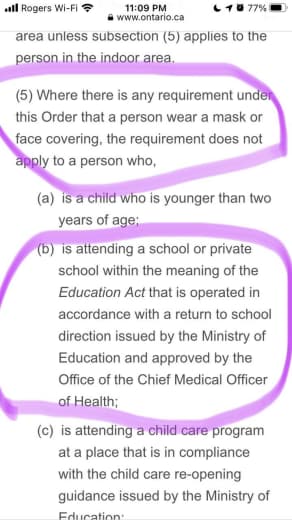 Rogers Wi-Fi 11:09 PM 77%
www.ontario.ca
area unless subsection (5) applies to the
person in the indoor area.
(5) Where there is any requirement under
this Order that a person wear a mask or
face covering, the requirement does not
apply to a person who,
(a) is a child who is younger than two
years of age;
(b) is attending a school or private
school within the meaning of the
Education Act that is operated in
accordance with a return to school
direction issued by the Ministry of
Education and approved by the
Office of the Chief Medical Officer
of Health;
(c) is attending a child care program
at a place that is in compliance
with the child care re-opening
guidance issued by the Ministry of
Education;